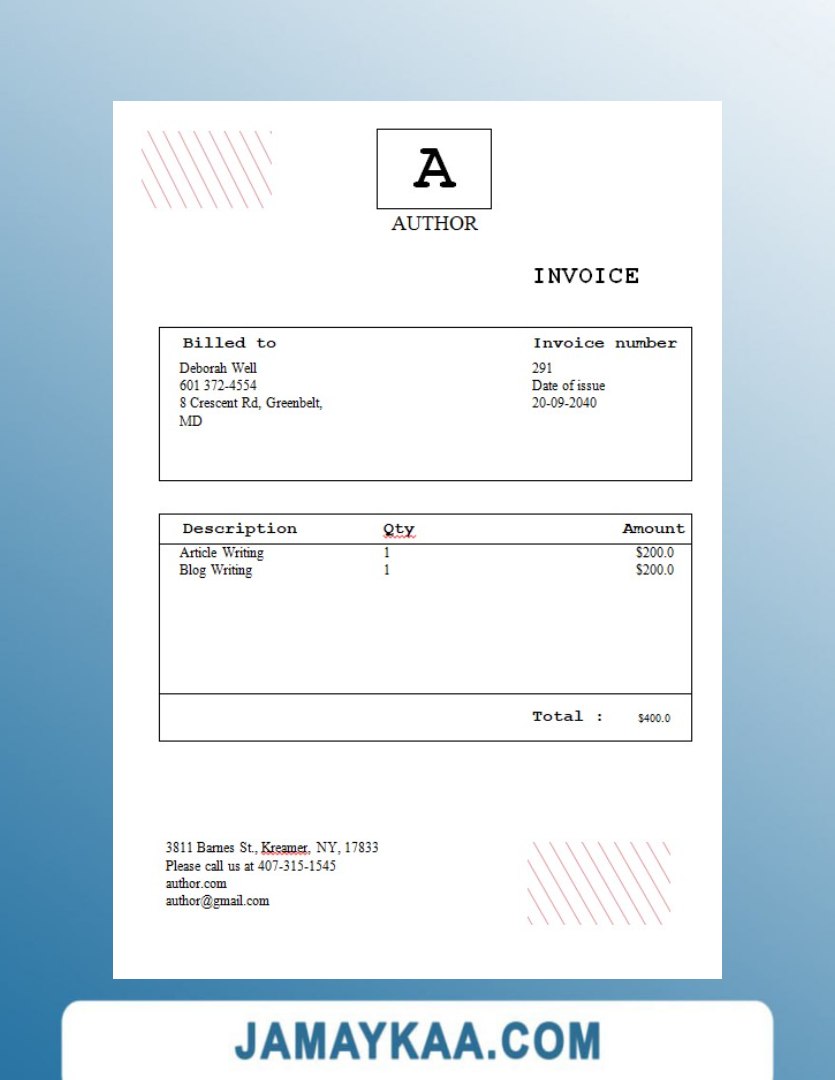 A
AUTHOR
INVOICE
Billed to
Deborah Well
601 372-4554
8 Crescent Rd, Greenbelt,
MD
Invoice number
291
Date of issue
20-09-2040
Description Qty Amount
Article Writing 1 $200.0
Blog Writing 1 $200.0
Total : $400.0
3811 Barnes St., Kreamer, NY, 17833
Please call us at 407-315-1545
author.com
author@gmail.com
JAMAYKAA.COM